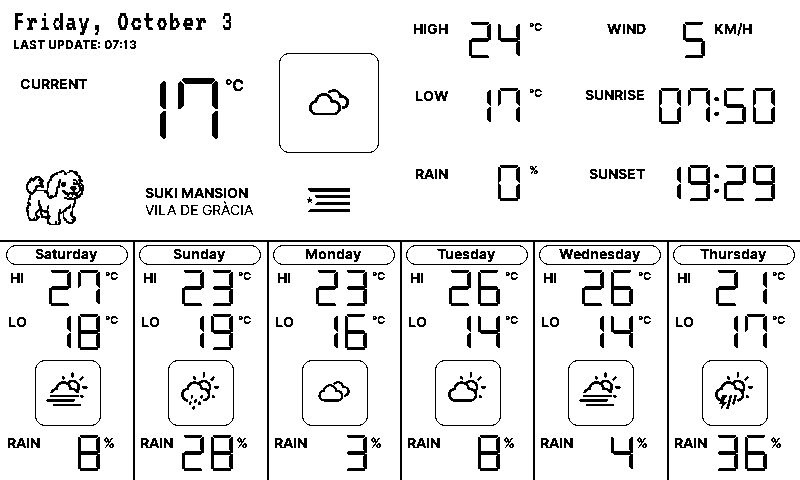 Friday, October 3
LAST UPDATE: 07:13
CURRENT 17 °C
HIGH 24 °C
WIND 5 KM/H
LOW 17 °C
SUNRISE 07:50
RAIN 0 %
SUNSET 19:29
SUKI MANSION
VILA DE GRÀCIA
Saturday
HI 27 °C
LO 18 °C
RAIN 8 %
Sunday
HI 23 °C
LO 19 °C
RAIN 28 %
Monday
HI 23 °C
LO 16 °C
RAIN 3 %
Tuesday
HI 26 °C
LO 14 °C
RAIN 8 %
Wednesday
HI 26 °C
LO 14 °C
RAIN 4 %
Thursday
HI 21 °C
LO 17 °C
RAIN 36 %